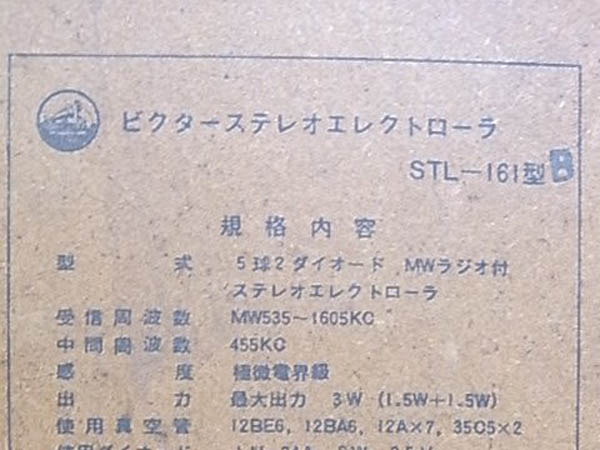 ビクターステレオエレクトローラ
STL-161型B
規格内容
型式 5球2ダイオード MWラジオ付
ステレオエレクトローラ
受信周波数 MW535~1605KC
中間周波数 455KC
感度 極微電界級
出力 最大出力 3W (1.5W+1.5W)
使用真空管 12BE6, 12BA6, 12A×7, 35C5×2